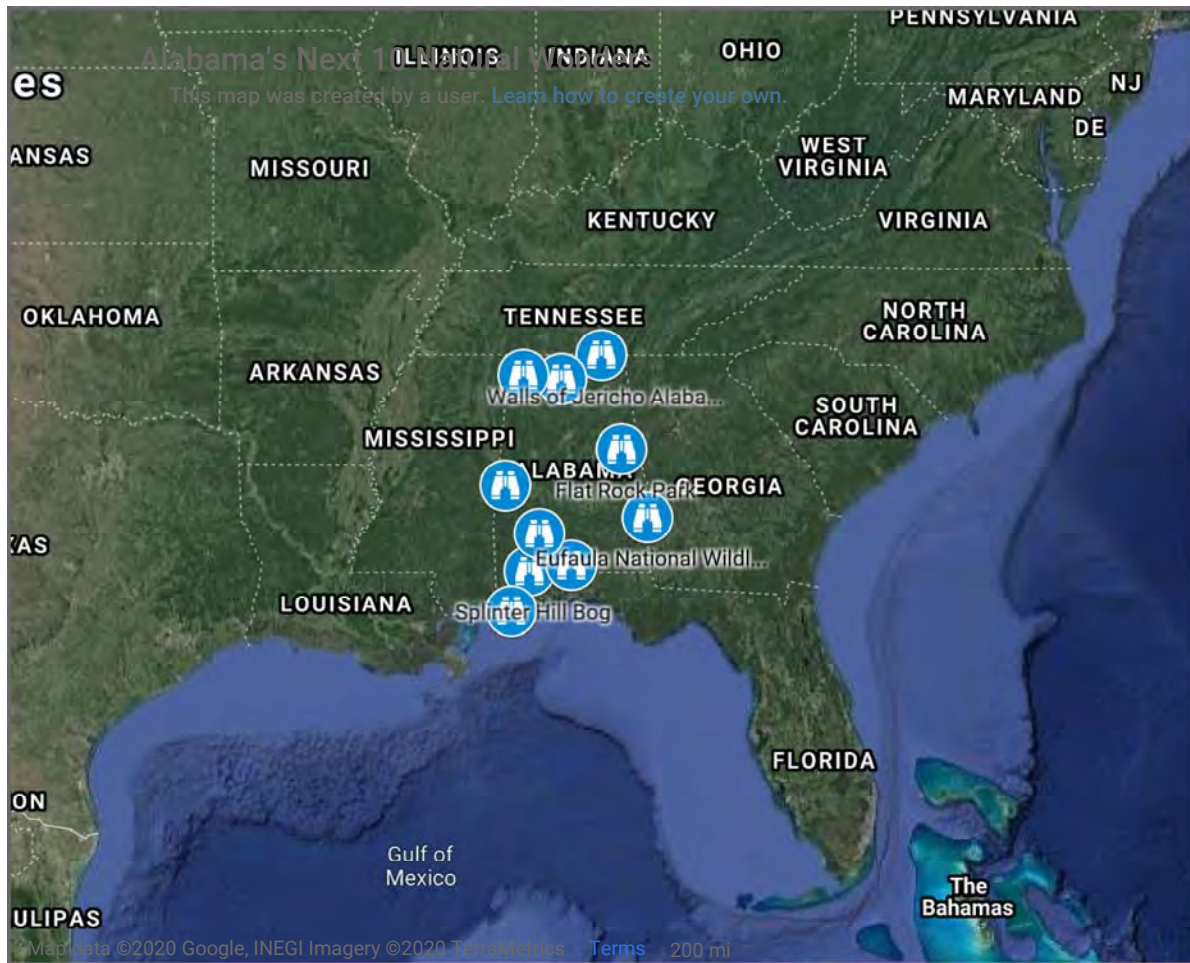 PENNSYLVANIA
Alabama's Next 10 Natural Wonders
ILLINOIS
INDIANA
OHIO
es
This map was created by a user. Learn how to create your own.
NJ
MARYLAND
DE
ANSAS
MISSOURI
WEST
VIRGINIA
KENTUCKY
VIRGINIA
OKLAHOMA
TENNESSEE
NORTH
CAROLINA
ARKANSAS
Walls of Jericho Alaba...
SOUTH
CAROLINA
MISSISSIPPI
ALABAMA
Flat Rock Park
GEORGIA
XAS
Eufaula National Wildl...
LOUISIANA
Splinter Hill Bog
FLORIDA
ON
Gulf of
Mexico
The
Bahamas
ULIPAS
Map data ©2020 Google, INEGI Imagery ©2020 TerraMetrics
Terms
200 mi